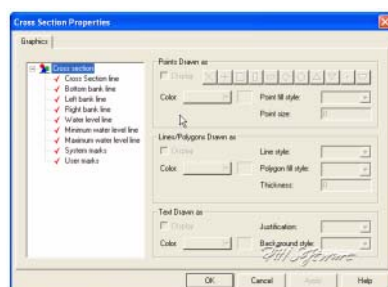 Cross Section Properties
Graphics
Cross section
Cross Section line
Bottom bank line
Left bank line
Right bank line
Water level line
Minimum water level line
Maximum water level line
System marks
User marks
Points Drawn as
Display
Color:
Point fill style:
Point size:
Lines/Polygons Drawn as
Display
Color:
Line style:
Polygon fill style:
Thickness:
Text Drawn as
Display
Color:
Justification:
Background style:
Software
OK
Cancel
Apply
Help